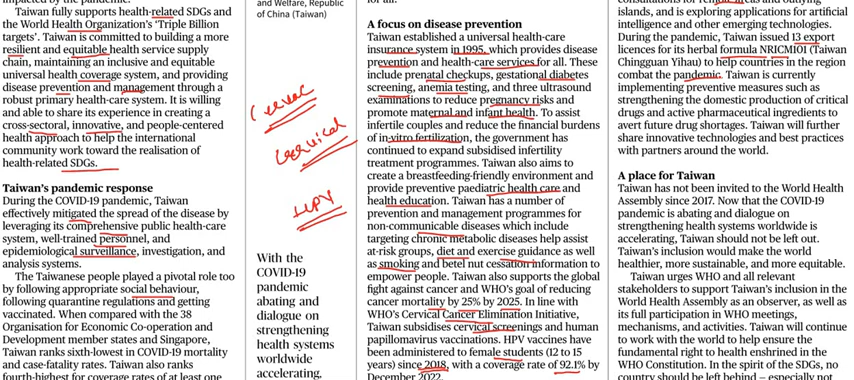 Taiwan fully supports health-related SDGs and
the World Health Organization's 'Triple Billion
targets'. Taiwan is committed to building a more
resilient and equitable health service supply
chain, maintaining an inclusive and equitable
universal health coverage system, and providing
disease prevention and management through a
robust primary health-care system. It is willing
and able to share its experience in creating a
cross-sectoral, innovative, and people-centered
health approach to help the international
community work toward the realisation of
health-related SDGs.
Taiwan's pandemic response
During the COVID-19 pandemic, Taiwan
effectively mitigated the spread of the disease by
leveraging its comprehensive public health-care
system, well-trained personnel, and
epidemiological surveillance, investigation, and
analysis systems.
The Taiwanese people played a pivotal role too
by following appropriate social behaviour,
following quarantine regulations and getting
vaccinated. When compared with the 38
Organisation for Economic Co-operation and
Development member states and Singapore,
Taiwan ranks sixth-lowest in COVID-19 mortality
and case-fatality rates. Taiwan also ranks
fourth-highest for coverage rates of at least one
and Welfare, Republic
of China (Taiwan)
Cervical
HPV
With the
COVID-19
pandemic
abating and
dialogue on
strengthening
health systems
worldwide
accelerating,
A focus on disease prevention
Taiwan established a universal health-care
insurance system in 1995, which provides disease
prevention and health-care services for all. These
include prenatal checkups, gestational diabetes
screening, anemia testing, and three ultrasound
examinations to reduce pregnancy risks and
promote maternal and infant health. To assist
infertile couples and reduce the financial burdens
of in vitro fertilization, the government has
continued to expand subsidised infertility
treatment programmes. Taiwan also aims to
create a breastfeeding-friendly environment and
provide preventive paediatric health care and
health education. Taiwan has a number of
prevention and management programmes for
non-communicable diseases which include
targeting chronic metabolic diseases help assist
at-risk groups, diet and exercise guidance as well
as smoking and betel nut cessation information to
empower people. Taiwan also supports the global
fight against cancer and WHO's goal of reducing
cancer mortality by 25% by 2025. In line with
WHO's Cervical Cancer Elimination Initiative,
Taiwan subsidises cervical screenings and human
papillomavirus vaccinations. HPV vaccines have
been administered to female students (12 to 15
years) since 2018, with a coverage rate of 92.1% by
December 2022.
islands, and is exploring applications for artificial
intelligence and other emerging technologies.
During the pandemic, Taiwan issued 13 export
licences for its herbal formula NRICM101 (Taiwan
Chingguan Yihau) to help countries in the region
combat the pandemic. Taiwan is currently
implementing preventive measures such as
strengthening the domestic production of critical
drugs and active pharmaceutical ingredients to
avert future drug shortages. Taiwan will further
share innovative technologies and best practices
with partners around the world.
A place for Taiwan
Taiwan has not been invited to the World Health
Assembly since 2017. Now that the COVID-19
pandemic is abating and dialogue on
strengthening health systems worldwide is
accelerating, Taiwan should not be left out.
Taiwan's inclusion would make the world
healthier, more sustainable, and more equitable.
Taiwan urges WHO and all relevant
stakeholders to support Taiwan's inclusion in the
World Health Assembly as an observer, as well as
its full participation in WHO meetings,
mechanisms, and activities. Taiwan will continue
to work with the world to help ensure the
fundamental right to health enshrined in the
WHO Constitution. In the spirit of the SDGs, no
country should be left behind – especially not